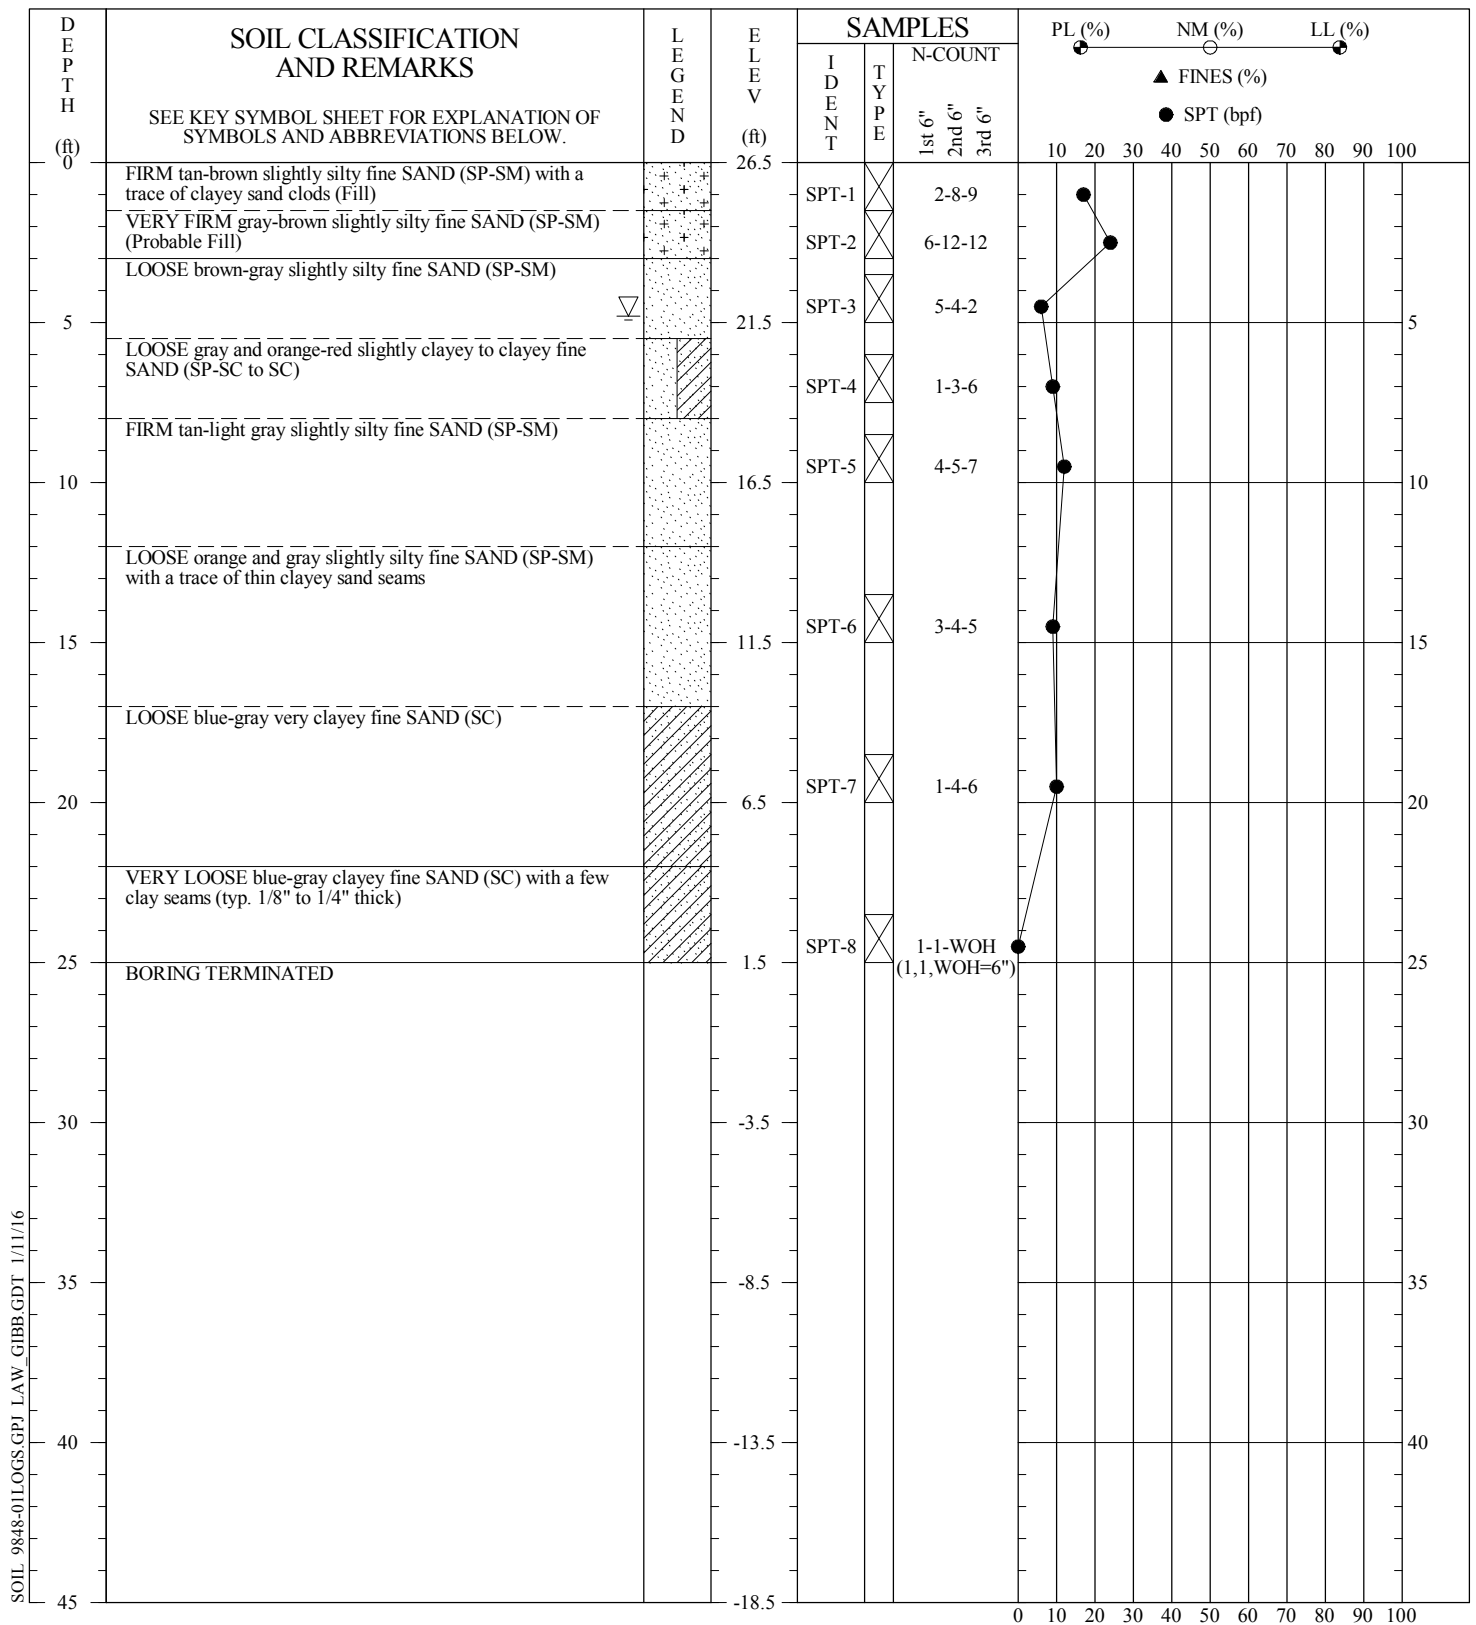 DEPTH
(ft)
SOIL CLASSIFICATION
AND REMARKS
SEE KEY SYMBOL SHEET FOR EXPLANATION OF
SYMBOLS AND ABBREVIATIONS BELOW.
LEGEND
ELEV
(ft)
SAMPLES
IDENT
TYPE
N-COUNT
1st 6"
2nd 6"
3rd 6"
PL (%) NM (%) LL (%)
FINES (%)
SPT (bpf)
10 20 30 40 50 60 70 80 90 100
0 26.5
FIRM tan-brown slightly silty fine SAND (SP-SM) with a
trace of clayey sand clods (Fill)
SPT-1 2-8-9
VERY FIRM gray-brown slightly silty fine SAND (SP-SM)
(Probable Fill)
SPT-2 6-12-12
LOOSE brown-gray slightly silty fine SAND (SP-SM)
SPT-3 5-4-2
5 21.5 5
LOOSE gray and orange-red slightly clayey to clayey fine
SAND (SP-SC to SC)
SPT-4 1-3-6
FIRM tan-light gray slightly silty fine SAND (SP-SM)
SPT-5 4-5-7
10 16.5 10
LOOSE orange and gray slightly silty fine SAND (SP-SM)
with a trace of thin clayey sand seams
SPT-6 3-4-5
15 11.5 15
LOOSE blue-gray very clayey fine SAND (SC)
SPT-7 1-4-6
20 6.5 20
VERY LOOSE blue-gray clayey fine SAND (SC) with a few
clay seams (typ. 1/8" to 1/4" thick)
SPT-8 1-1-WOH
(1,1,WOH=6")
25 1.5 25
BORING TERMINATED
30 -3.5 30
35 -8.5 35
40 -13.5 40
45 -18.5
0 10 20 30 40 50 60 70 80 90 100
SOIL 9848-01LOGS.GPJ LAW_GIBB.GDT 1/11/16